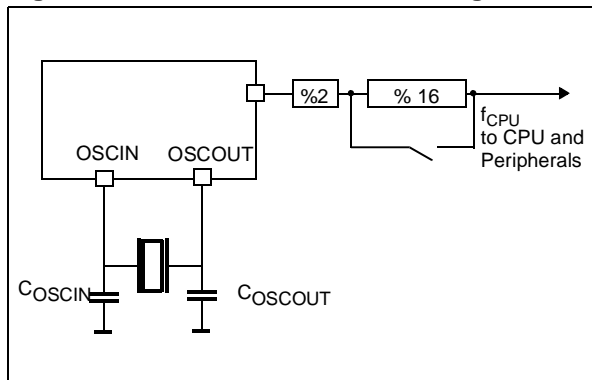 %2
% 16
fCPU
to CPU and
Peripherals
OSCIN
OSCOUT
COSCIN
COSCOUT